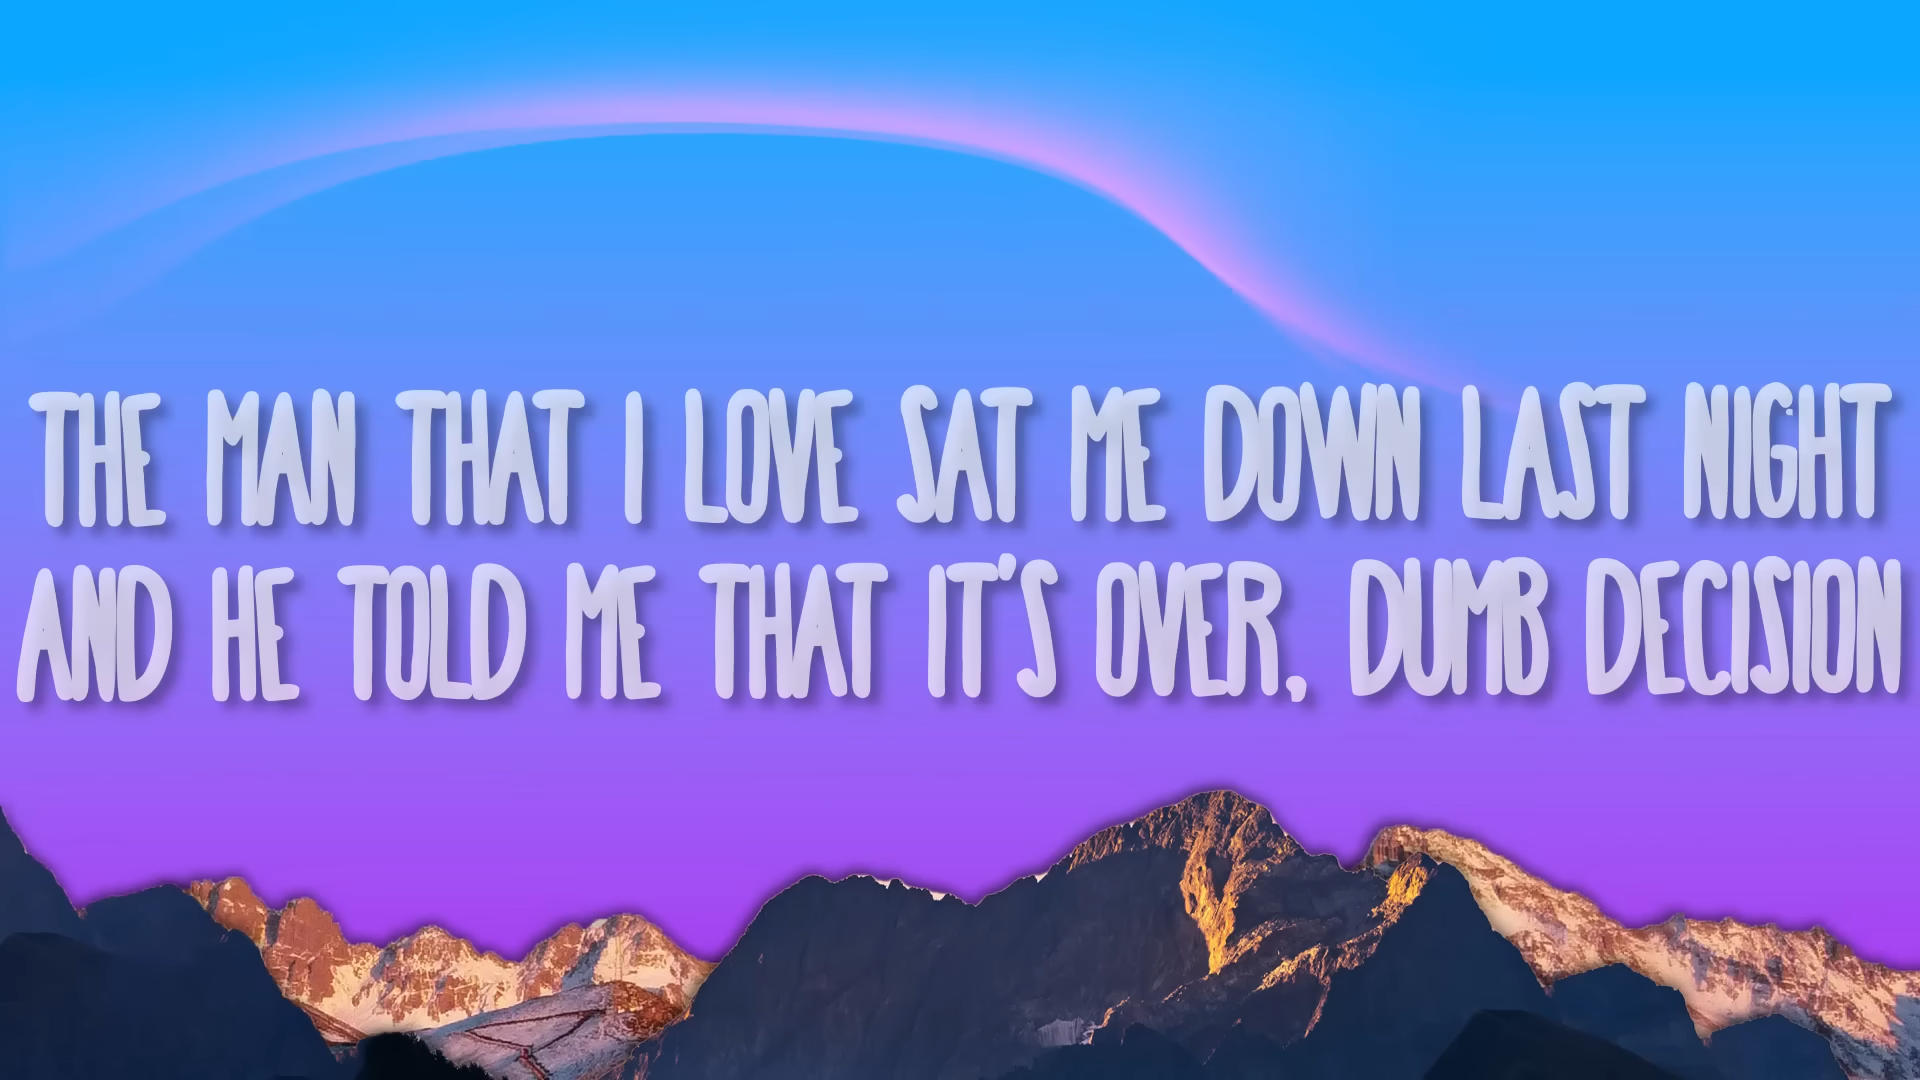 THE MAN THAT I LOVE SAT ME DOWN LAST NIGHT
AND HE TOLD ME THAT IT'S OVER, DUMB DECISION